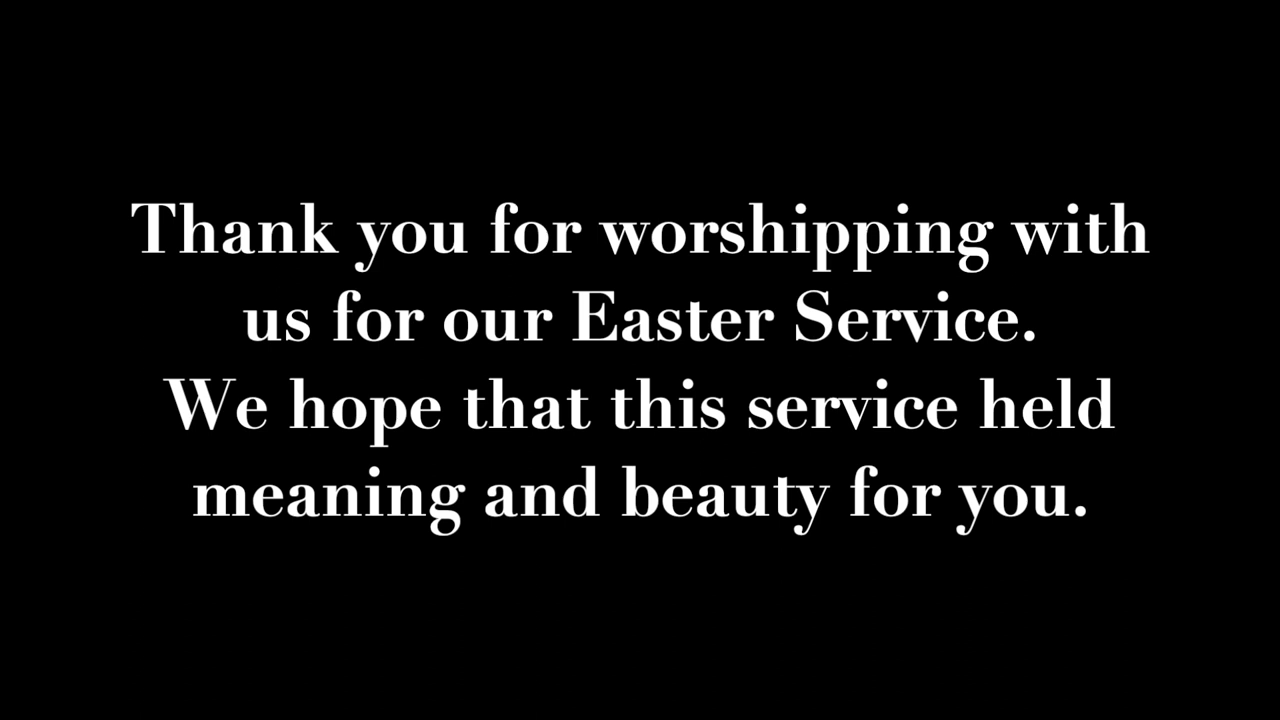 Thank you for worshipping with
us for our Easter Service.
We hope that this service held
meaning and beauty for you.